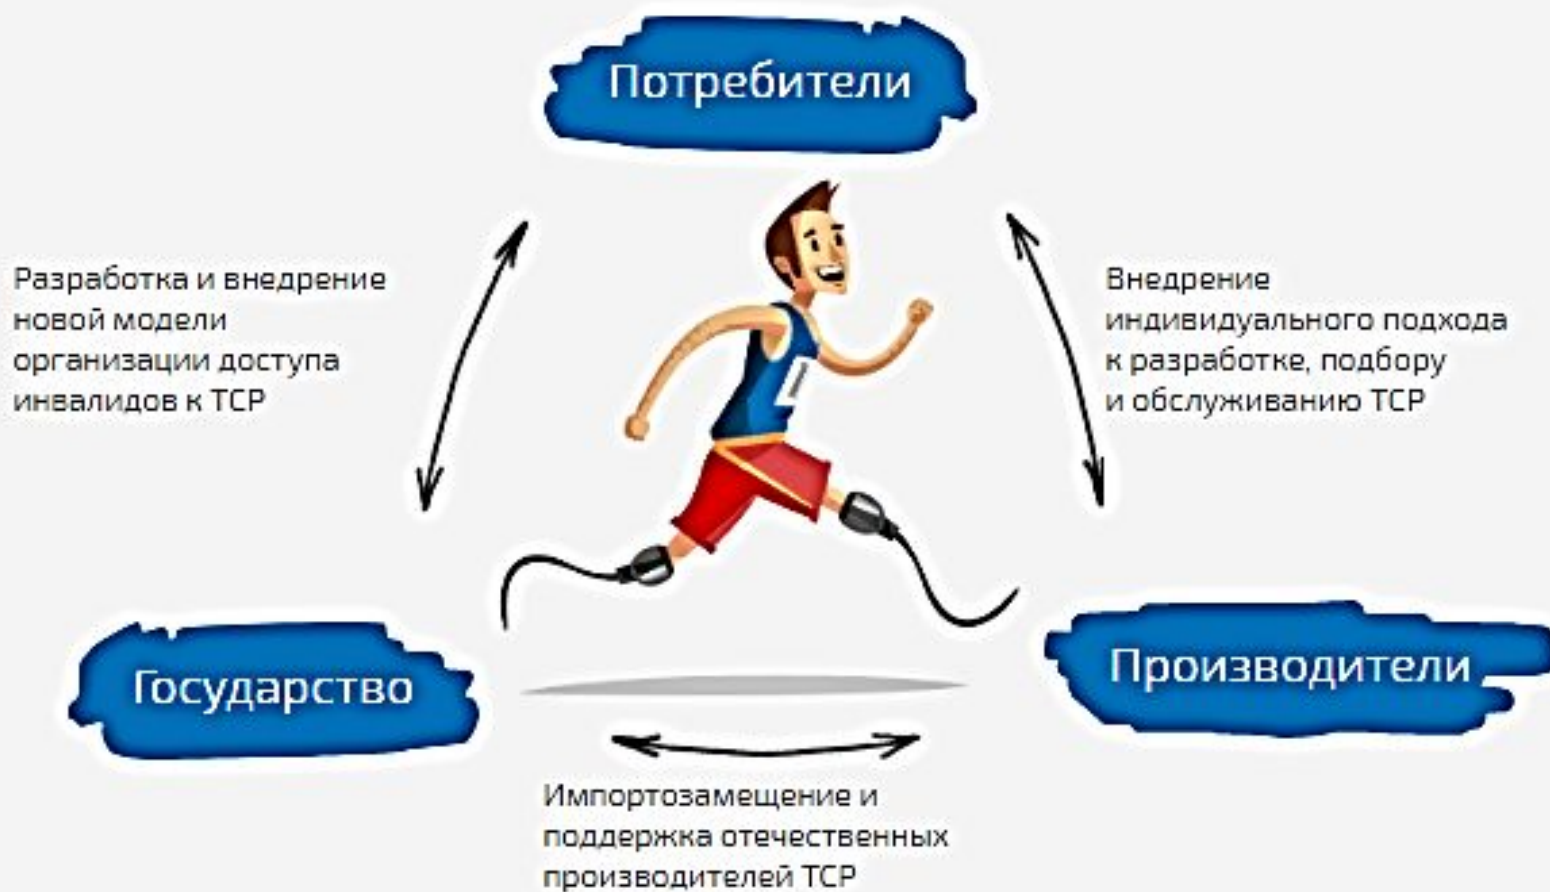 Потребители
Разработка и внедрение
новой модели
организации доступа
инвалидов к ТСР
Внедрение
индивидуального подхода
к разработке, подбору
и обслуживанию ТСР
Государство
Производители
Импортозамещение и
поддержка отечественных
производителей ТСР